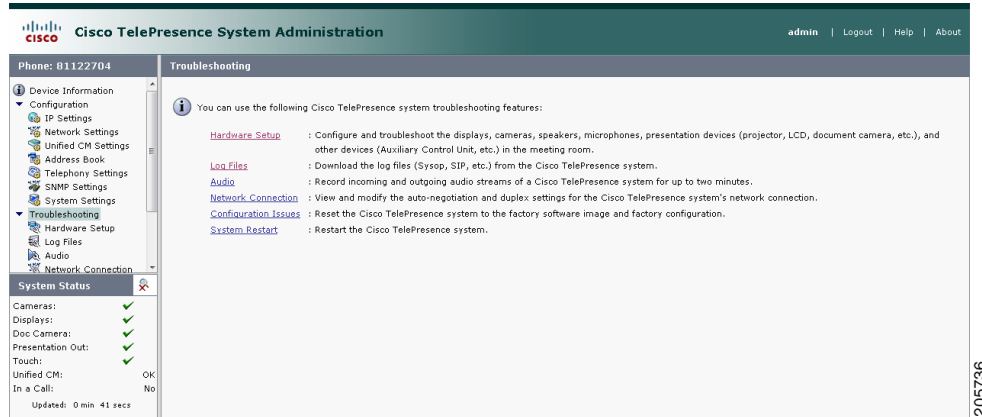 CISCO
Cisco TelePresence System Administration
admin | Logout | Help | About
Phone: 81122704
Device Information
Configuration
IP Settings
Network Settings
Unified CM Settings
Address Book
Telephony Settings
SNMP Settings
System Settings
Troubleshooting
Hardware Setup
Log Files
Audio
Network Connection
System Status
Cameras:
Displays:
Doc Camera:
Presentation Out:
Touch:
Unified CM: OK
In a Call: No
Updated: 0 min 41 secs
Troubleshooting
You can use the following Cisco TelePresence system troubleshooting features:
Hardware Setup : Configure and troubleshoot the displays, cameras, speakers, microphones, presentation devices (projector, LCD, document camera, etc.), and
other devices (Auxiliary Control Unit, etc.) in the meeting room.
Log Files : Download the log files (Sysop, SIP, etc.) from the Cisco TelePresence system.
Audio : Record incoming and outgoing audio streams of a Cisco TelePresence system for up to two minutes.
Network Connection : View and modify the auto-negotiation and duplex settings for the Cisco TelePresence system's network connection.
Configuration Issues : Reset the Cisco TelePresence system to the factory software image and factory configuration.
System Restart : Restart the Cisco TelePresence system.
205736